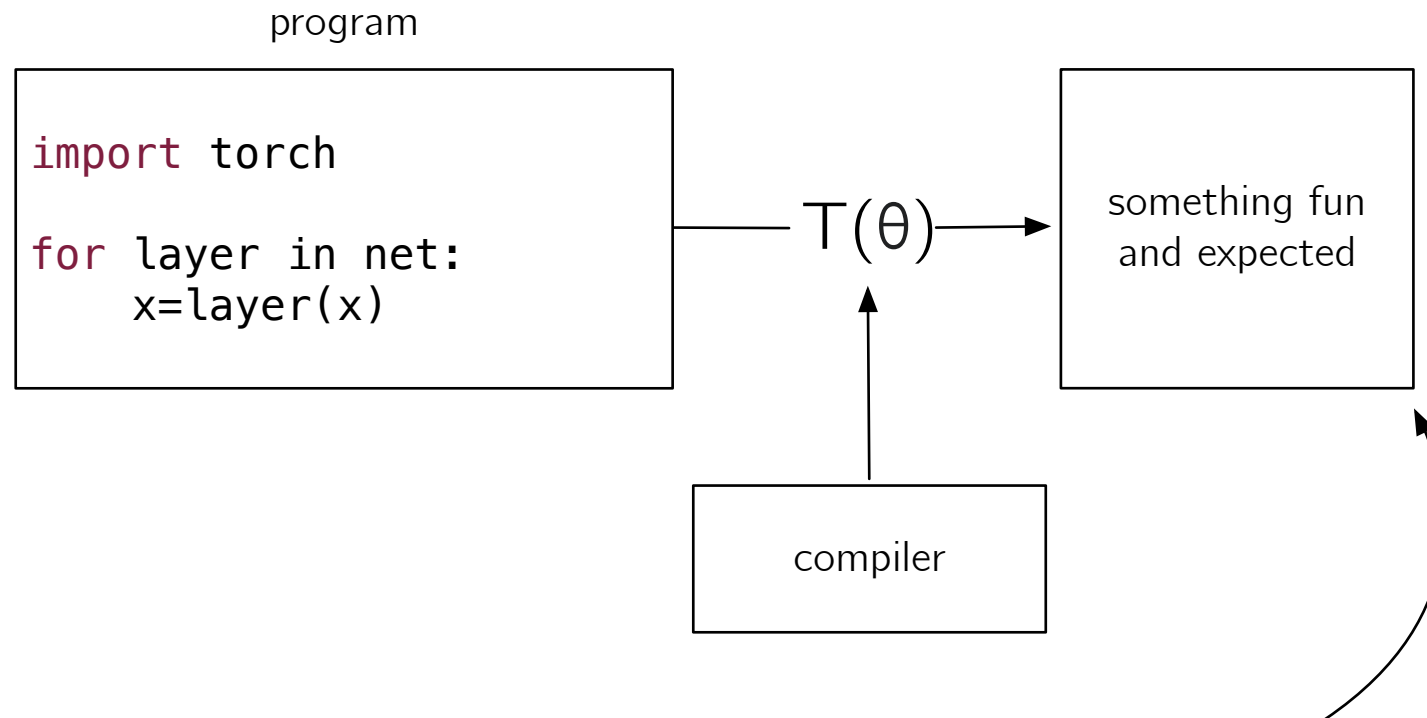 program
import torch
for layer in net:
    x=layer(x)
T(θ)
something fun
and expected
compiler